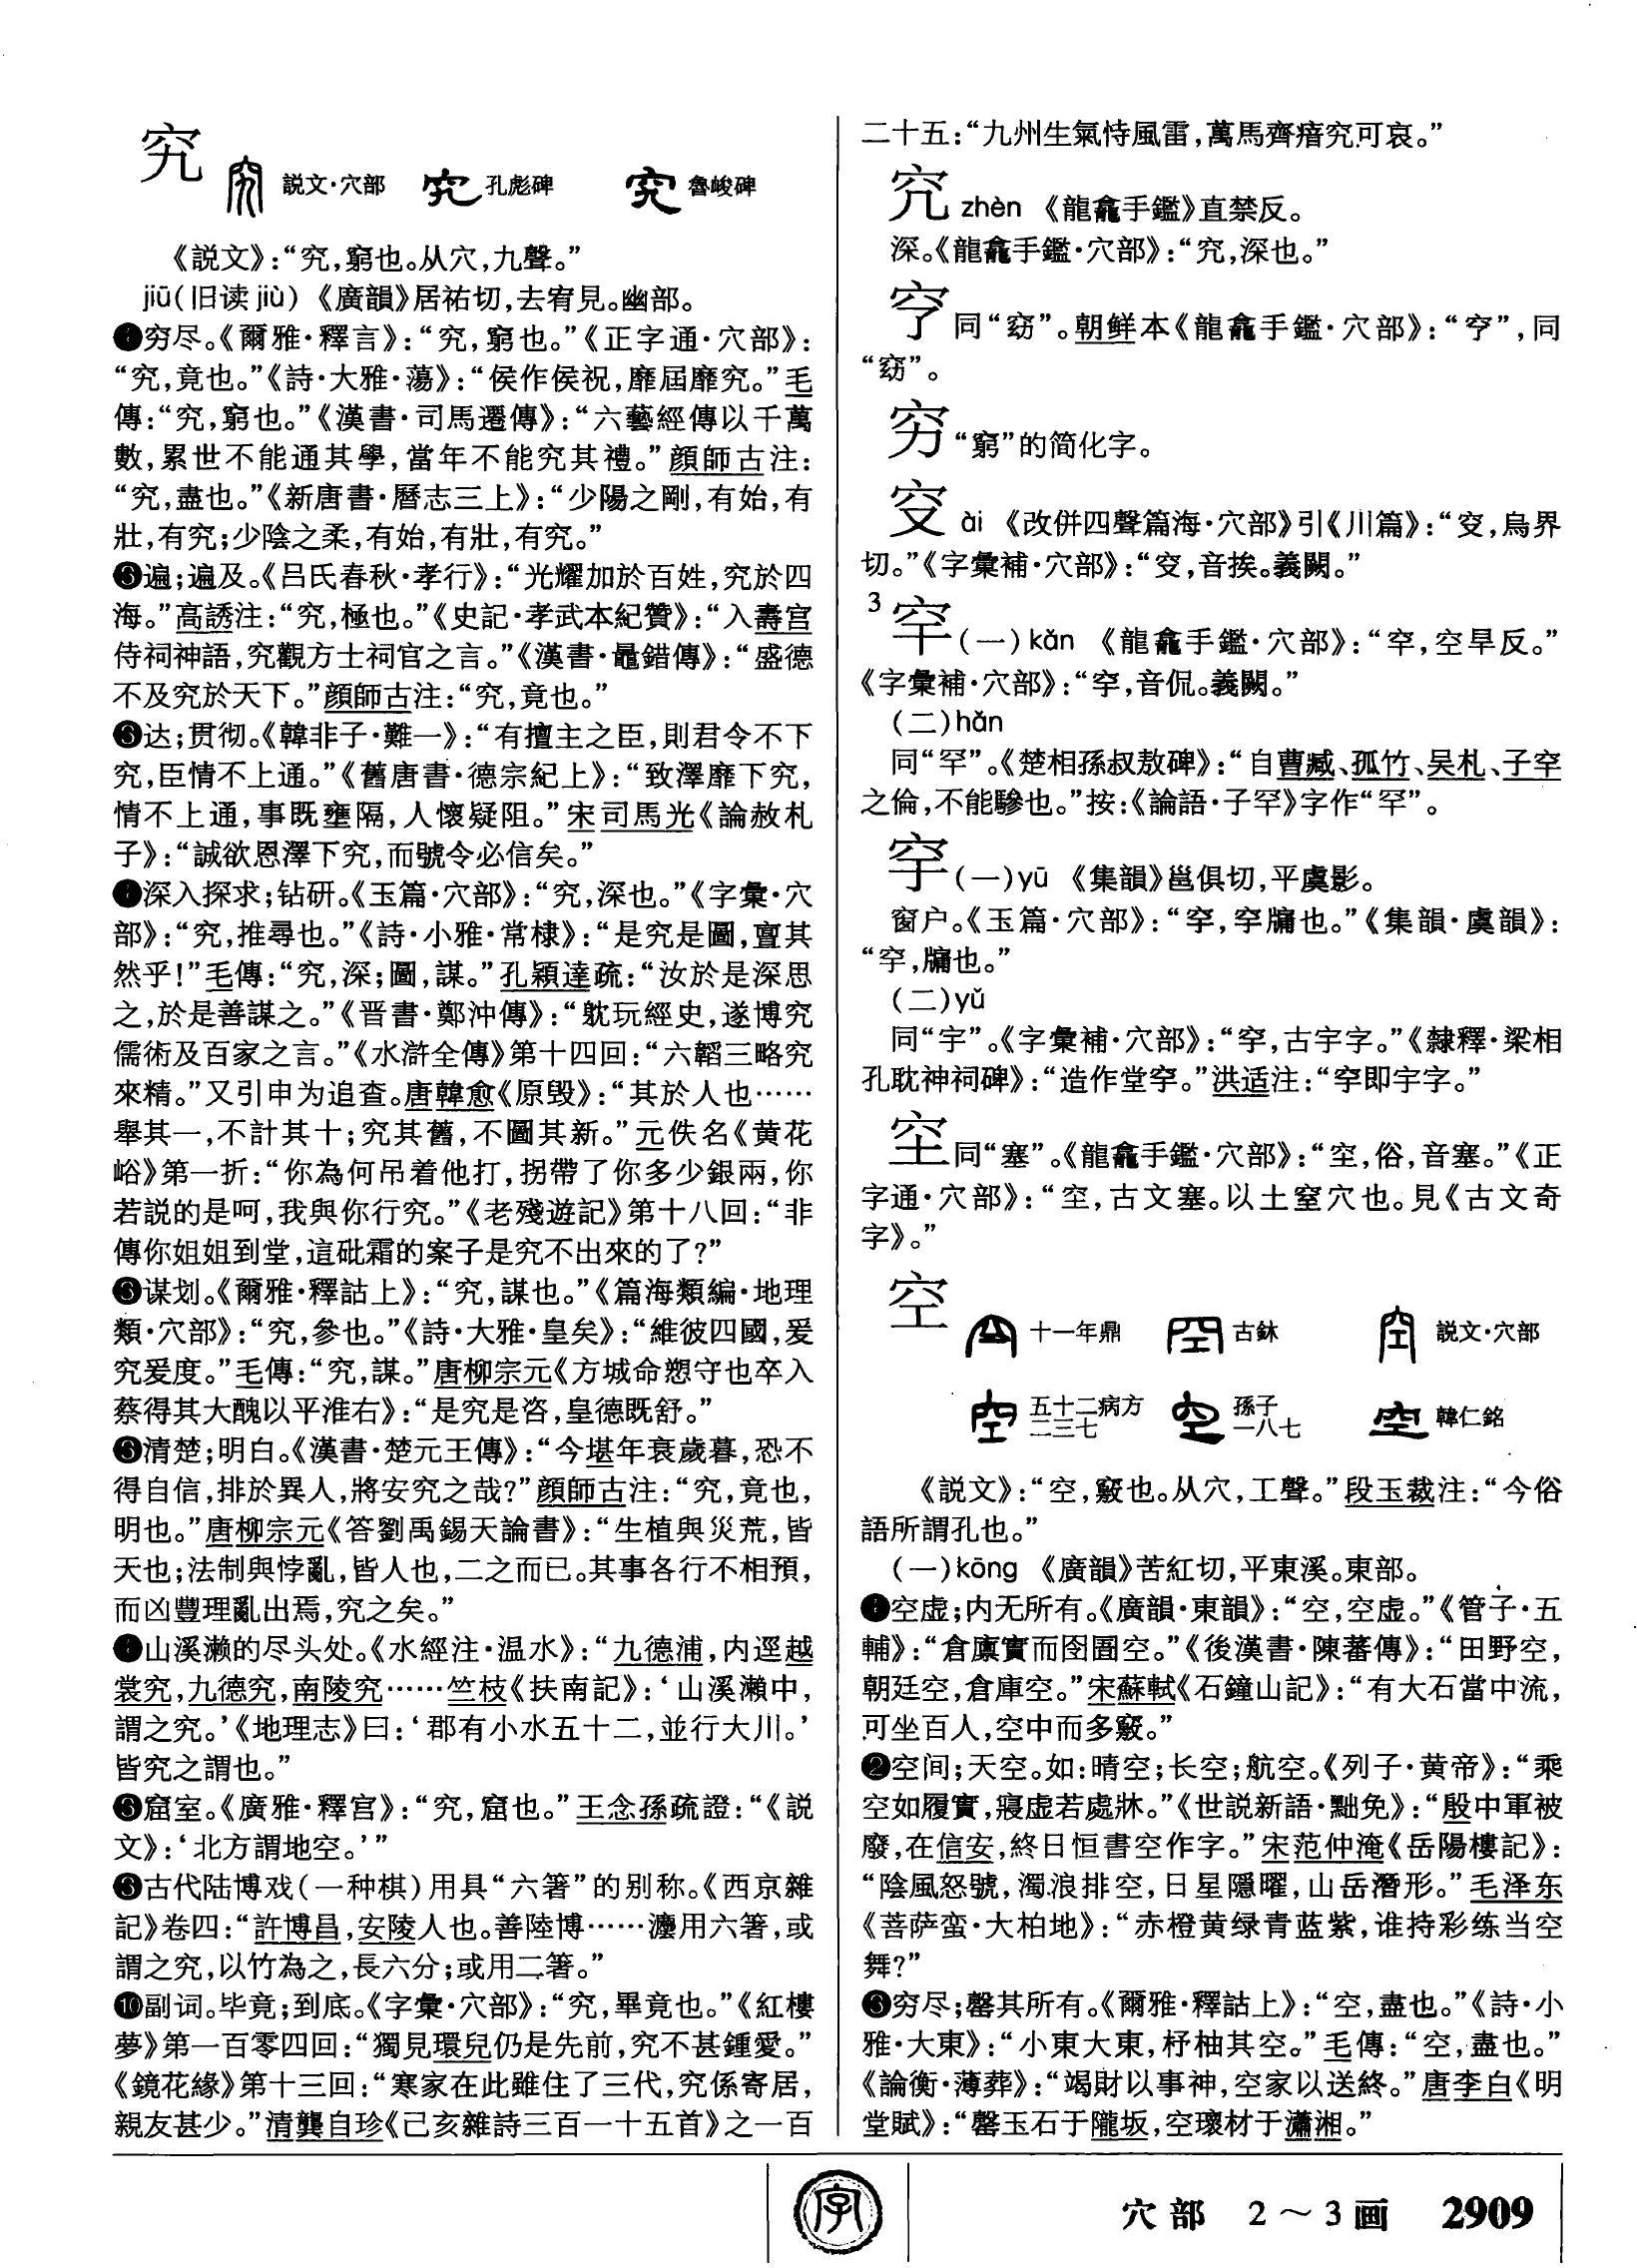 究
説文·穴部 孔彪碑 魯峻碑
《説文》：“究，窮也。从穴，九聲。”
jiū（旧读jiù） 《廣韻》居祐切，去宥見。幽部。
❶穷尽。《爾雅·釋言》：“究，窮也。”《正字通·穴部》：
“究，竟也。”《詩·大雅·蕩》：“侯作侯祝，靡屆靡究。”毛
傳：“究，窮也。”《漢書·司馬遷傳》：“六藝經傳以千萬
數，累世不能通其學，當年不能究其禮。”顔師古注：
“究，盡也。”《新唐書·曆志三上》：“少陽之剛，有始，有
壯，有究；少陰之柔，有始，有壯，有究。”
遍；遍及。《吕氏春秋·孝行》：“光耀加於百姓，究於四
海。”高誘注：“究，極也。”《史記·孝武本紀贊》：“入壽宫
侍祠神語，究觀方士祠官之言。”《漢書·鼂錯傳》：“盛德
不及究於天下。”顔師古注：“究，竟也。”
❸达；贯彻。《韓非子·難一》：“有擅主之臣，則君令不下
究，臣情不上通。”《舊唐書·德宗紀上》：“致澤靡下究，
情不上通，事既壅隔，人懷疑阻。”宋司馬光《論赦札
子》：“誠欲恩澤下究，而號令必信矣。”
深入探求；钻研。《玉篇·穴部》：“究，深也。”《字彙·穴
部》：“究，推尋也。”《詩·小雅·常棣》：“是究是圖，亶其
然乎！”毛傳：“究，深；圖，謀。”孔穎達疏：“汝於是深思
之，於是善謀之。”《晋書·鄭沖傳》：“躭玩經史，遂博究
儒術及百家之言。”《水滸全傳》第十四回：“六韜三略究
來精。”又引申为追查。唐韓愈《原毁》：“其於人也……
舉其一，不計其十；究其舊，不圖其新。”元佚名《黄花
峪》第一折：“你為何吊着他打，拐帶了你多少銀兩，你
若説的是呵，我與你行究。”《老殘遊記》第十八回：“非
傳你姐姐到堂，這砒霜的案子是究不出來的了？”
谋划。《爾雅·釋詁上》：“究，謀也。”《篇海類編·地理
類·穴部》：“究，參也。”《詩·大雅·皇矣》：“維彼四國，爰
究爰度。”毛傳：“究，謀。”唐柳宗元《方城命愬守也卒入
蔡得其大醜以平淮右》：“是究是咨，皇德既舒。”
清楚；明白。《漢書·楚元王傳》：“今堪年衰歲暮，恐不
得自信，排於異人，將安究之哉？”顔師古注：“究，竟也，
明也。”唐柳宗元《答劉禹錫天論書》：“生植與災荒，皆
天也；法制與悖亂，皆人也，二之而已。其事各行不相預，
而凶豐理亂出焉，究之矣。”
山溪濑的尽头处。《水經注·温水》：“九德浦，内逕越
裳究，九德究，南陵究……竺枝《扶南記》：‘山溪瀨中，
謂之究。’《地理志》曰：‘郡有小水五十二，並行大川。’
皆究之謂也。”
窟室。《廣雅·釋宫》：“究，窟也。”王念孫疏證：“《説
文》：‘北方謂地空。’”
古代陆博戏（一种棋）用具“六箸”的别称。《西京雜
記》卷四：“許博昌，安陵人也。善陸博……灋用六箸，或
謂之究，以竹為之，長六分；或用二箸。”
❿副词。毕竟；到底。《字彙·穴部》：“究，畢竟也。”《紅樓
夢》第一百零四回：“獨見環兒仍是先前，究不甚鍾愛。”
《鏡花緣》第十三回：“寒家在此雖住了三代，究係寄居，
親友甚少。”清龔自珍《己亥雜詩三百一十五首》之一百
二十五：“九州生氣恃風雷，萬馬齊瘖究可哀。”
zhèn 《龍龕手鑑》直禁反。
深。《龍龕手鑑·穴部》：“，深也。”
同“窈”。朝鲜本《龍龕手鑑·穴部》：“”，同
“窈”。
穷“窮”的简化字。
ài 《改併四聲篇海·穴部》引《川篇》：“，烏界
切。”《字彙補·穴部》：“，音挨。義闕。”
3
罕（一）kǎn 《龍龕手鑑·穴部》：“，空旱反。”
《字彙補·穴部》：“，音侃。義闕。”
（二）hǎn
同“罕”。《楚相孫叔敖碑》：“自曹臧、孤竹、吴札、子
之倫，不能驂也。”按：《論語·子罕》字作“罕”。
穻（一）yū 《集韻》邕俱切，平虞影。
窗户。《玉篇·穴部》：“穻，穻牖也。”《集韻·虞韻》：
“穻，牖也。”
（二）yǔ
同“宇”。《字彙補·穴部》：“穻，古宇字。”《隸釋·梁相
孔耽神祠碑》：“造作堂穻。”洪适注：“穻即宇字。”
同“塞”。《龍龕手鑑·穴部》：“，俗，音塞。”《正
字通·穴部》：“，古文塞。以土窒穴也。見《古文奇
字》。”
空
十一年鼎 古鉥 説文·穴部
五十二病方二三七 孫子一八七 韓仁銘
《説文》：“空，竅也。从穴，工聲。”段玉裁注：“今俗
語所謂孔也。”
（一）kōng 《廣韻》苦紅切，平東溪。東部。
❶空虚；内无所有。《廣韻·東韻》：“空，空虚。”《管子·五
輔》：“倉廪實而囹圄空。”《後漢書·陳蕃傳》：“田野空，
朝廷空，倉庫空。”宋蘇軾《石鐘山記》：“有大石當中流，
可坐百人，空中而多竅。”
❷空间；天空。如：晴空；长空；航空。《列子·黄帝》：“乘
空如履實，寢虚若處牀。”《世説新語·黜免》：“殷中軍被
廢，在信安，終日恒書空作字。”宋范仲淹《岳陽樓記》：
“陰風怒號，濁浪排空，日星隱曜，山岳潛形。”毛泽东
《菩萨蛮·大柏地》：“赤橙黄绿青蓝紫，谁持彩练当空
舞？”
❸穷尽；罄其所有。《爾雅·釋詁上》：“空，盡也。”《詩·小
雅·大東》：“小東大東，杼柚其空。”毛傳：“空，盡也。”
《論衡·薄葬》：“竭財以事神，空家以送終。”唐李白《明
堂賦》：“罄玉石于隴坂，空瓌材于瀟湘。”
字
穴部 2～3画 2909